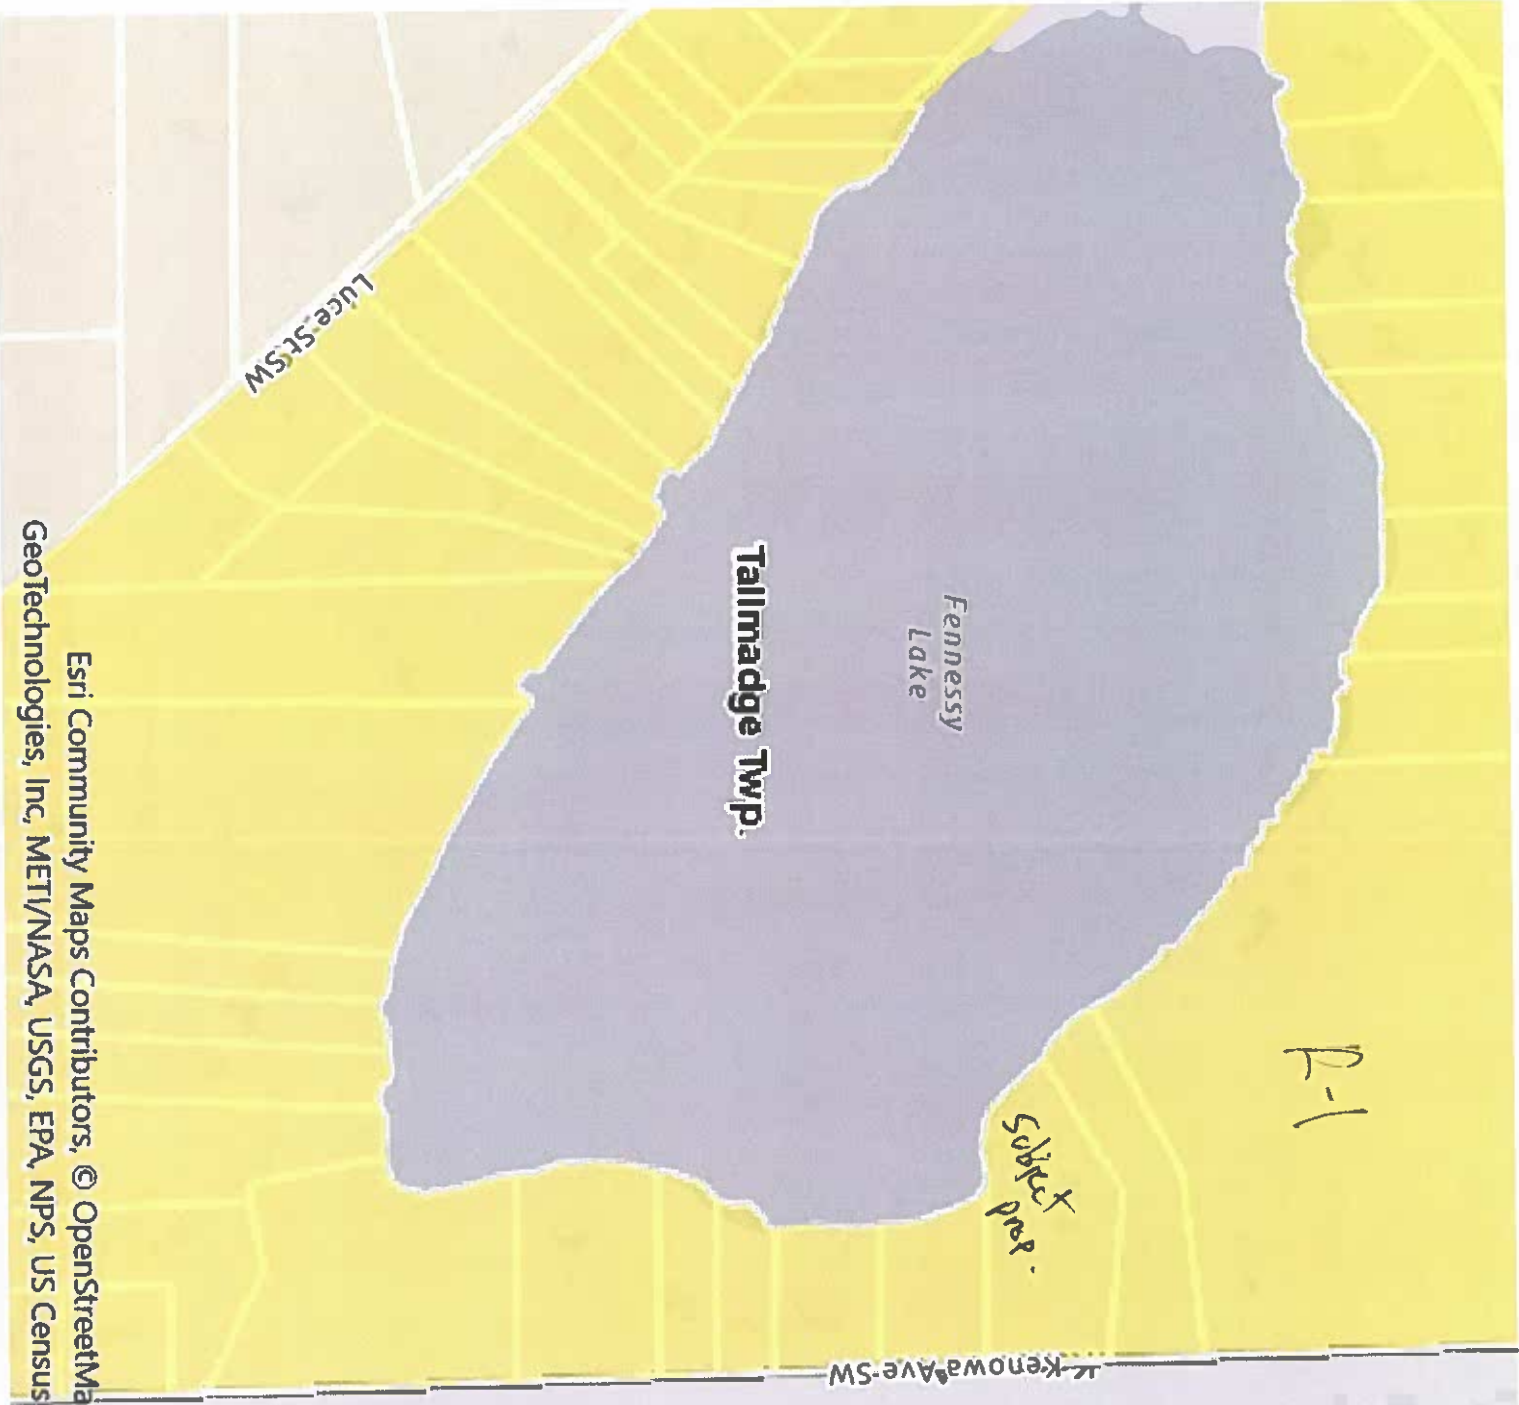 R-1
Subject
prop.
Fennessy
Lake
Tallmadge Twp.
Luce St SW
Kenowa Ave SW
Esri Community Maps Contributors, © OpenStreetMa
GeoTechnologies, Inc, METI/NASA, USGS, EPA, NPS, US Census